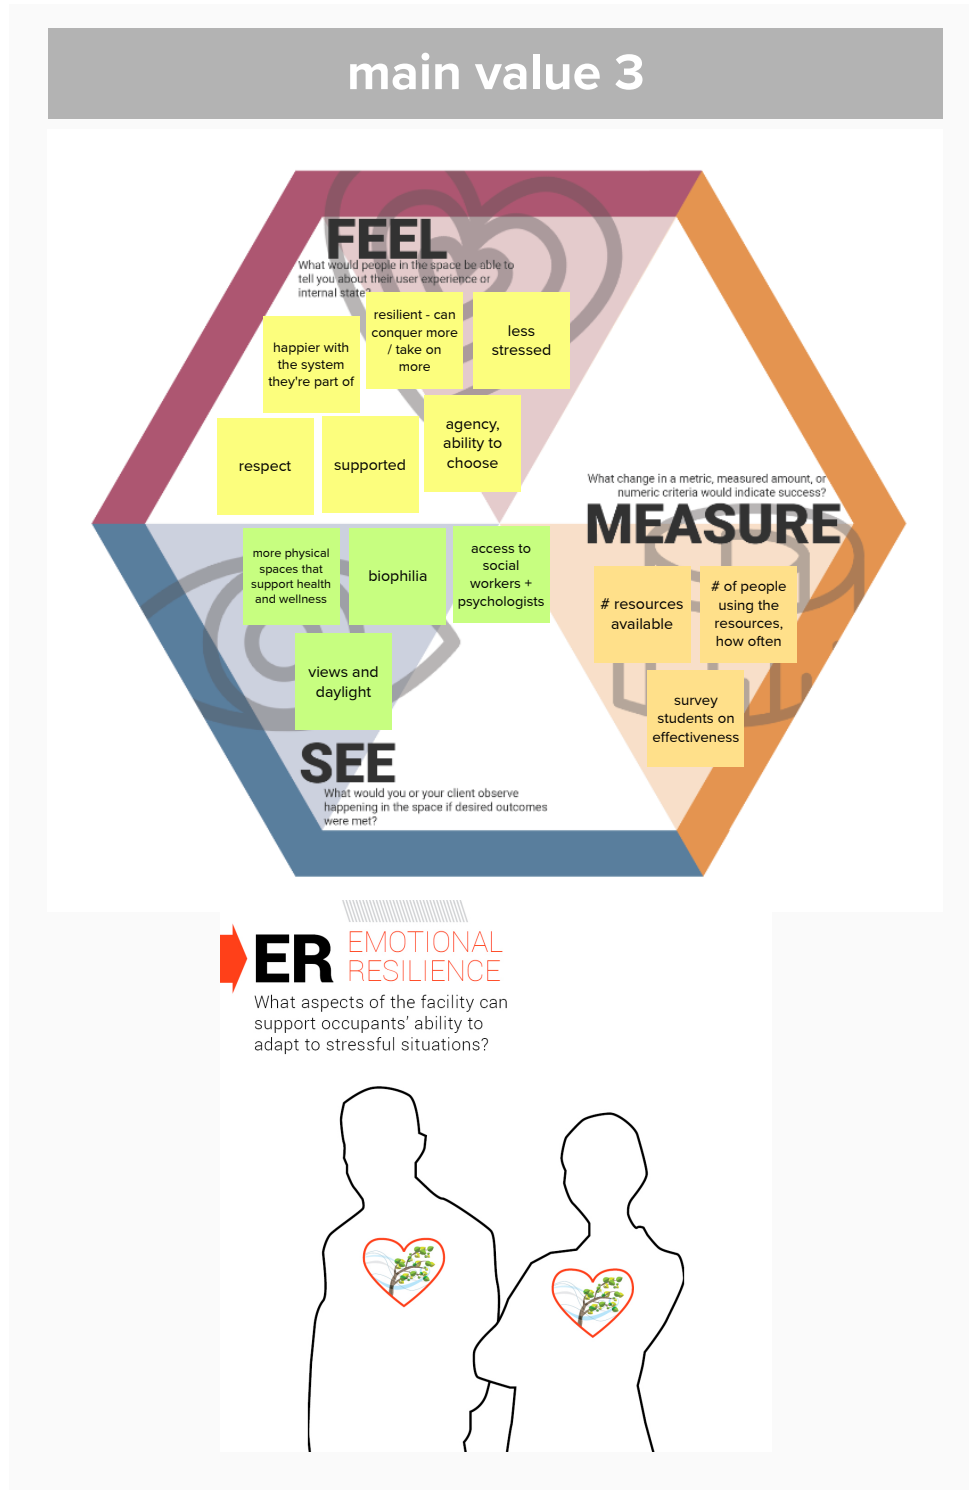 main value 3
FEEL
What would people in the space be able to
tell you about their user experience or
internal state?
resilient - can
conquer more
/ take on
more
less
stressed
happier with
the system
they're part of
agency,
ability to
choose
respect
supported
What change in a metric, measured amount, or
numeric criteria would indicate success?
MEASURE
more physical
spaces that
support health
and wellness
biophilia
access to
social
workers +
psychologists
# resources
available
# of people
using the
resources,
how often
views and
daylight
survey
students on
effectiveness
SEE
What would you or your client observe
happening in the space if desired outcomes
were met?
ER
EMOTIONAL
RESILIENCE
What aspects of the facility can
support occupants' ability to
adapt to stressful situations?